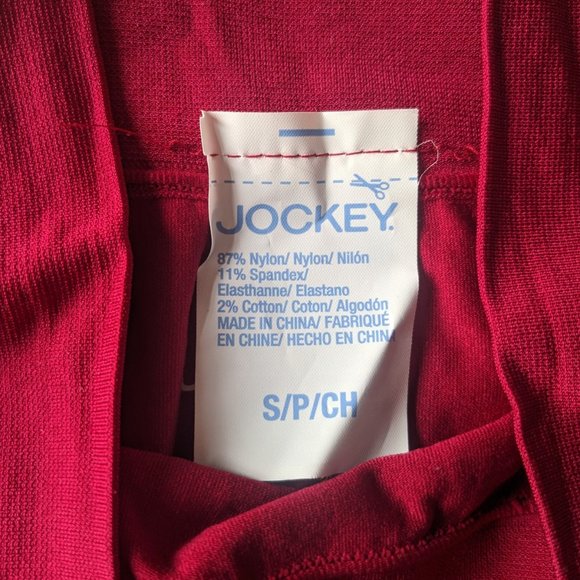 JOCKEY.
87% Nylon/ Nylon/ Nilón
11% Spandex/
Elasthanne/ Elastano
2% Cotton/ Coton/ Algodón
MADE IN CHINA/ FABRIQUÉ
EN CHINE/ HECHO EN CHINA
S/P/CH